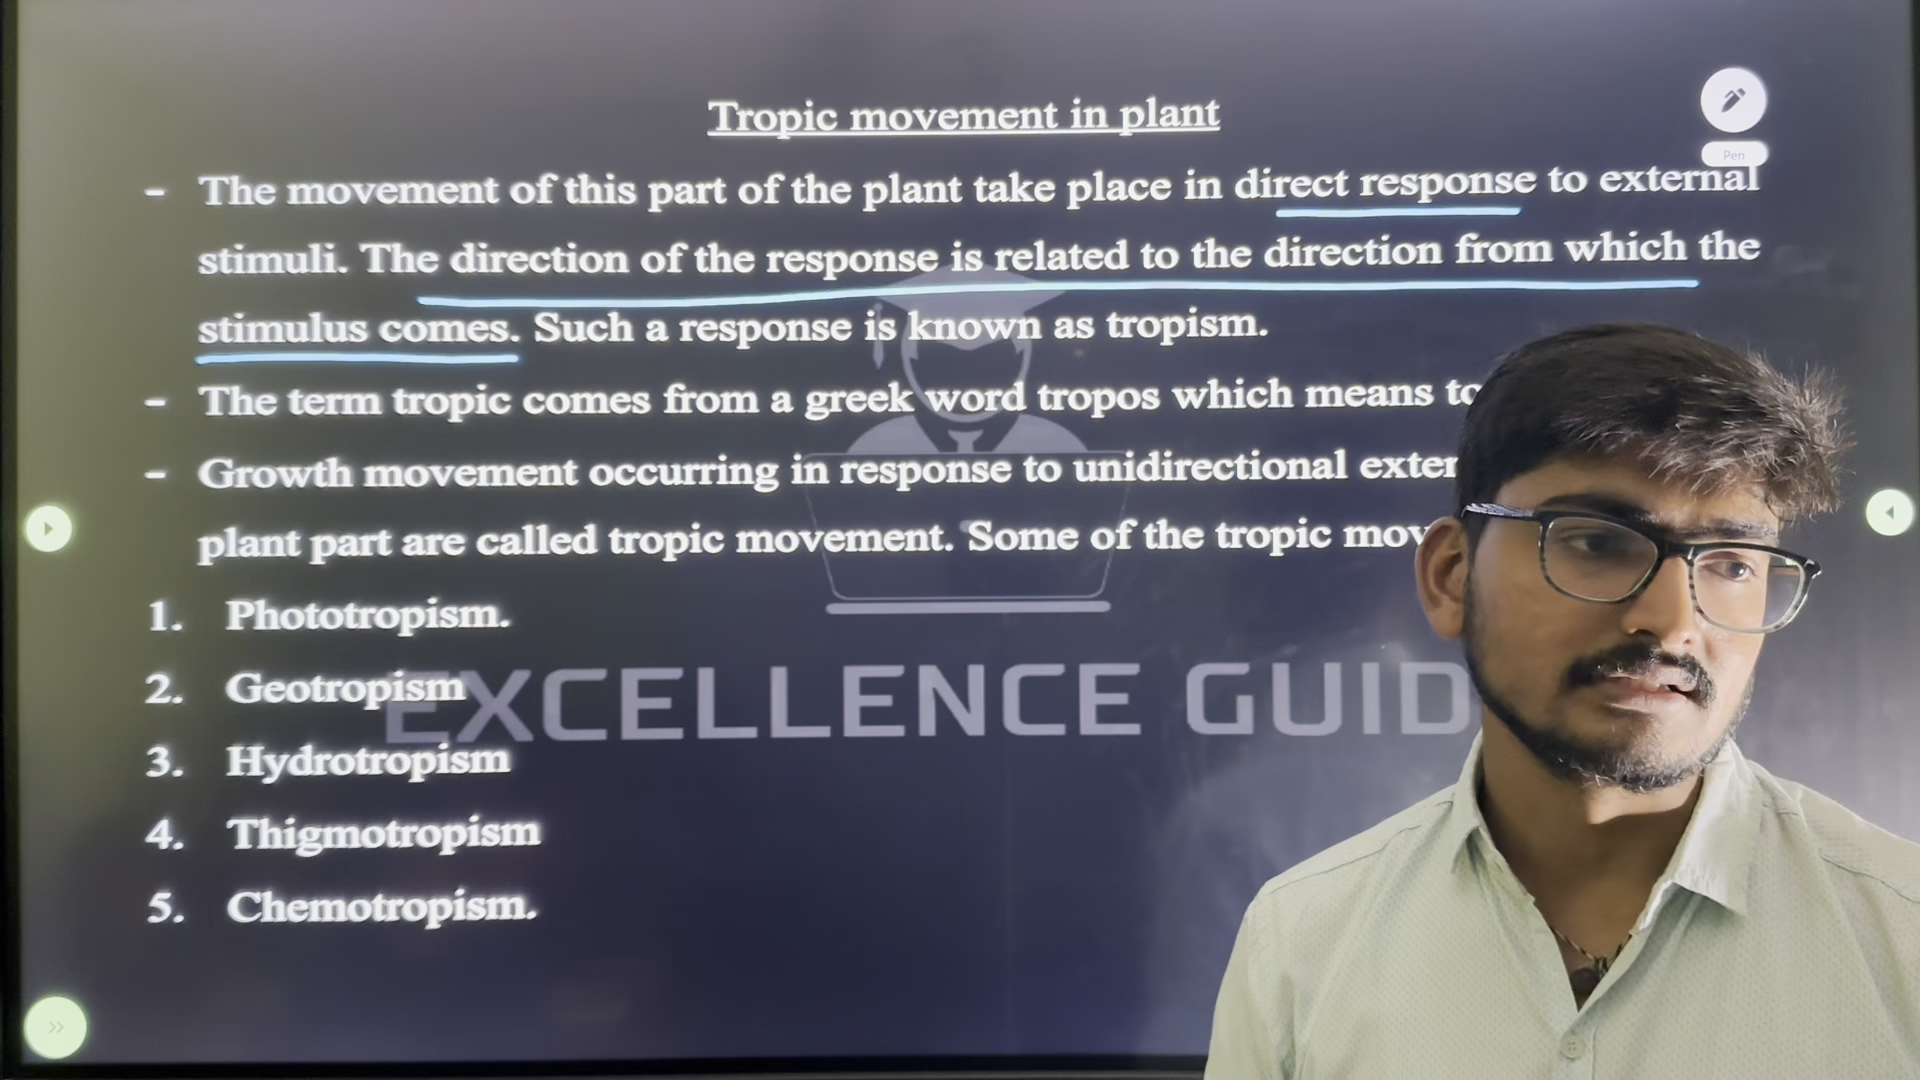 Tropic movement in plant
Pen
- The movement of this part of the plant take place in direct response to external
stimuli. The direction of the response is related to the direction from which the
stimulus comes. Such a response is known as tropism.
- The term tropic comes from a greek word tropos which means to
- Growth movement occurring in response to unidirectional
plant part are called tropic movement. Some of the tropic
1. Phototropism.
2. Geotropism
EXCELLENCE
3. Hydrotropism
4. Thigmotropism
5. Chemotropism.